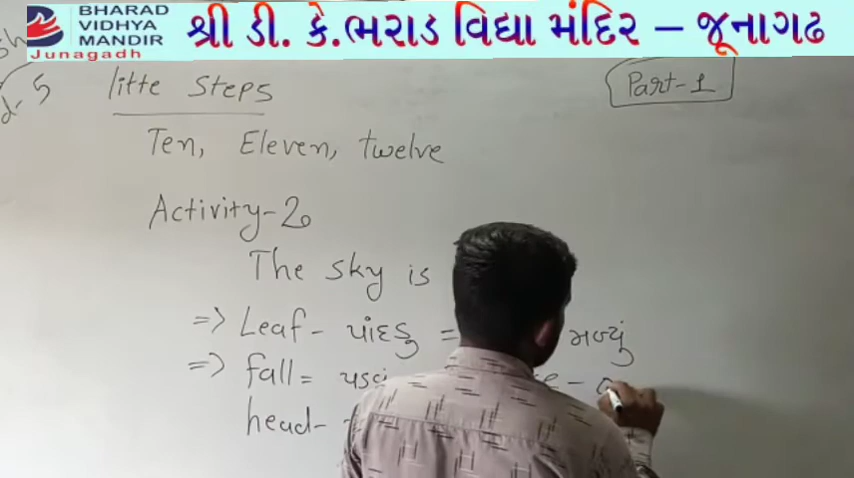 BHARAD
VIDHYA
MANDIR
Junagadh
શ્રી ડી. કે.ભરાડ વિદ્યા મંદિર – જૂનાગઢ
5
litte Steps
Part-1
Ten, Eleven, twelve
Activity-2
The sky is
=> Leaf - પાંદડુ = મળ્યું
=> fall = પડવું
head-